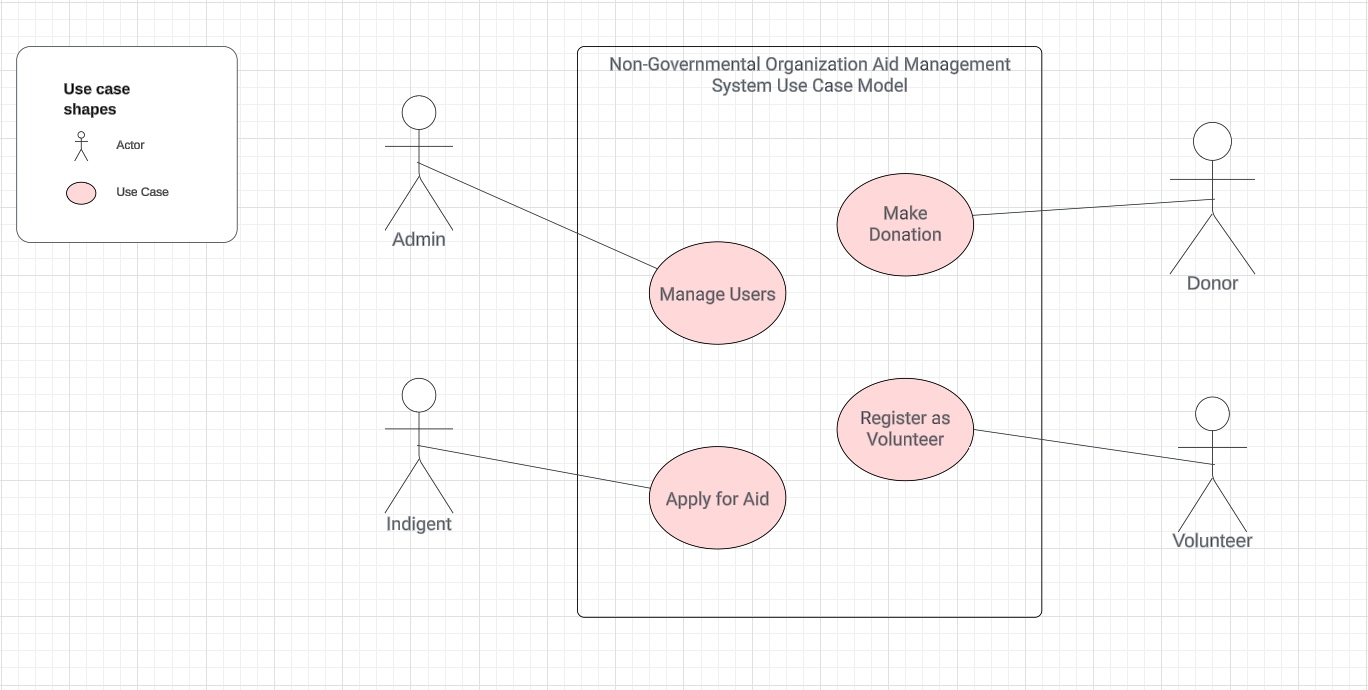 Use case
shapes
Actor
Use Case
Non-Governmental Organization Aid Management
System Use Case Model
Admin
Manage Users
Make
Donation
Donor
Indigent
Apply for Aid
Register as
Volunteer
Volunteer